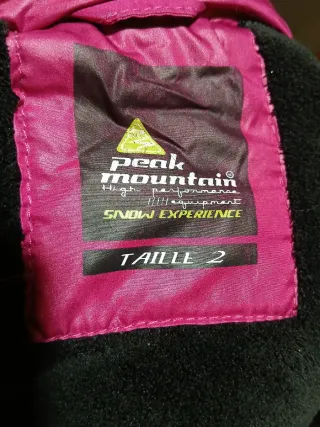 peak
mountain®
High performance
equipment
SNOW EXPERIENCE
TAILLE 2